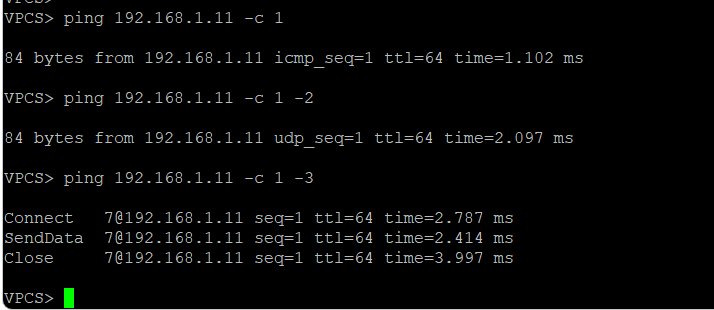 VPCS>
VPCS> ping 192.168.1.11 -c 1
84 bytes from 192.168.1.11 icmp_seq=1 ttl=64 time=1.102 ms
VPCS> ping 192.168.1.11 -c 1 -2
84 bytes from 192.168.1.11 udp_seq=1 ttl=64 time=2.097 ms
VPCS> ping 192.168.1.11 -c 1 -3
Connect   7@192.168.1.11 seq=1 ttl=64 time=2.787 ms
SendData  7@192.168.1.11 seq=1 ttl=64 time=2.414 ms
Close     7@192.168.1.11 seq=1 ttl=64 time=3.997 ms
VPCS>